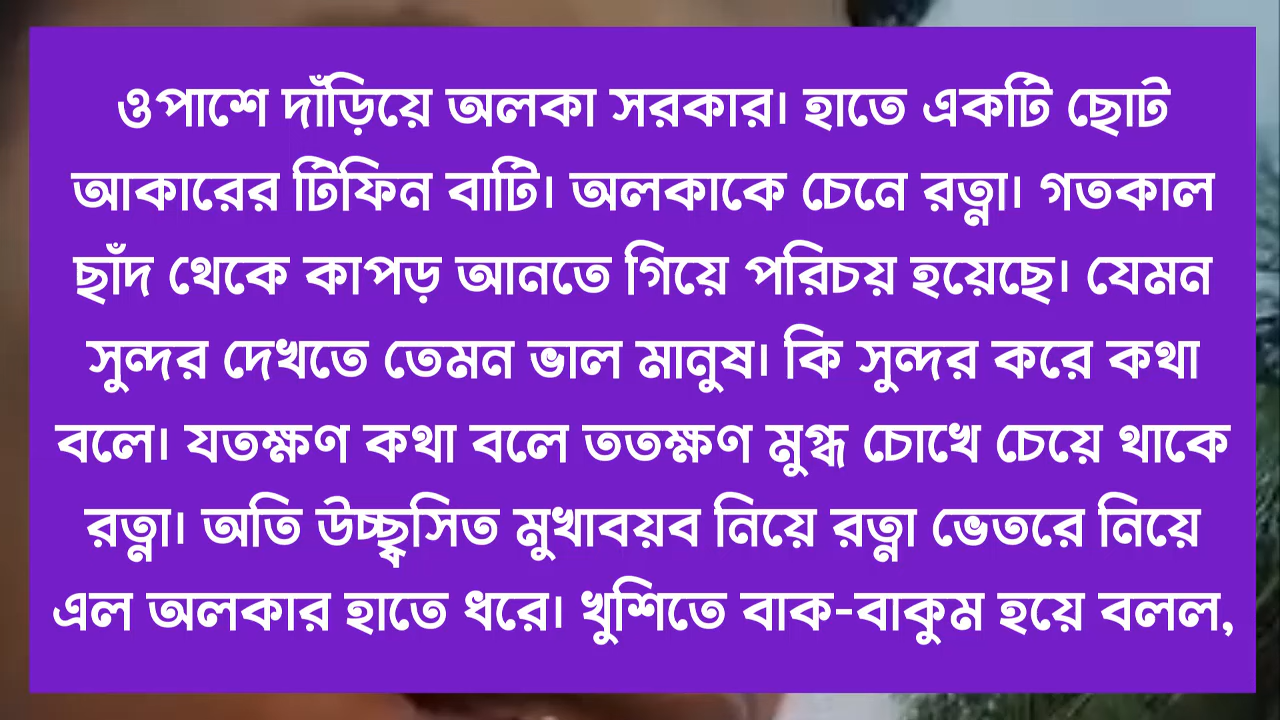 ওপাশে দাঁড়িয়ে অলকা সরকার। হাতে একটি ছোট
আকারের টিফিন বাটি। অলকাকে চেনে রত্না। গতকাল
ছাঁদ থেকে কাপড় আনতে গিয়ে পরিচয় হয়েছে। যেমন
সুন্দর দেখতে তেমন ভাল মানুষ। কি সুন্দর করে কথা
বলে। যতক্ষণ কথা বলে ততক্ষণ মুগ্ধ চোখে চেয়ে থাকে
রত্না। অতি উচ্ছ্বসিত মুখাবয়ব নিয়ে রত্না ভেতরে নিয়ে
এল অলকার হাতে ধরে। খুশিতে বাক-বাকুম হয়ে বলল,